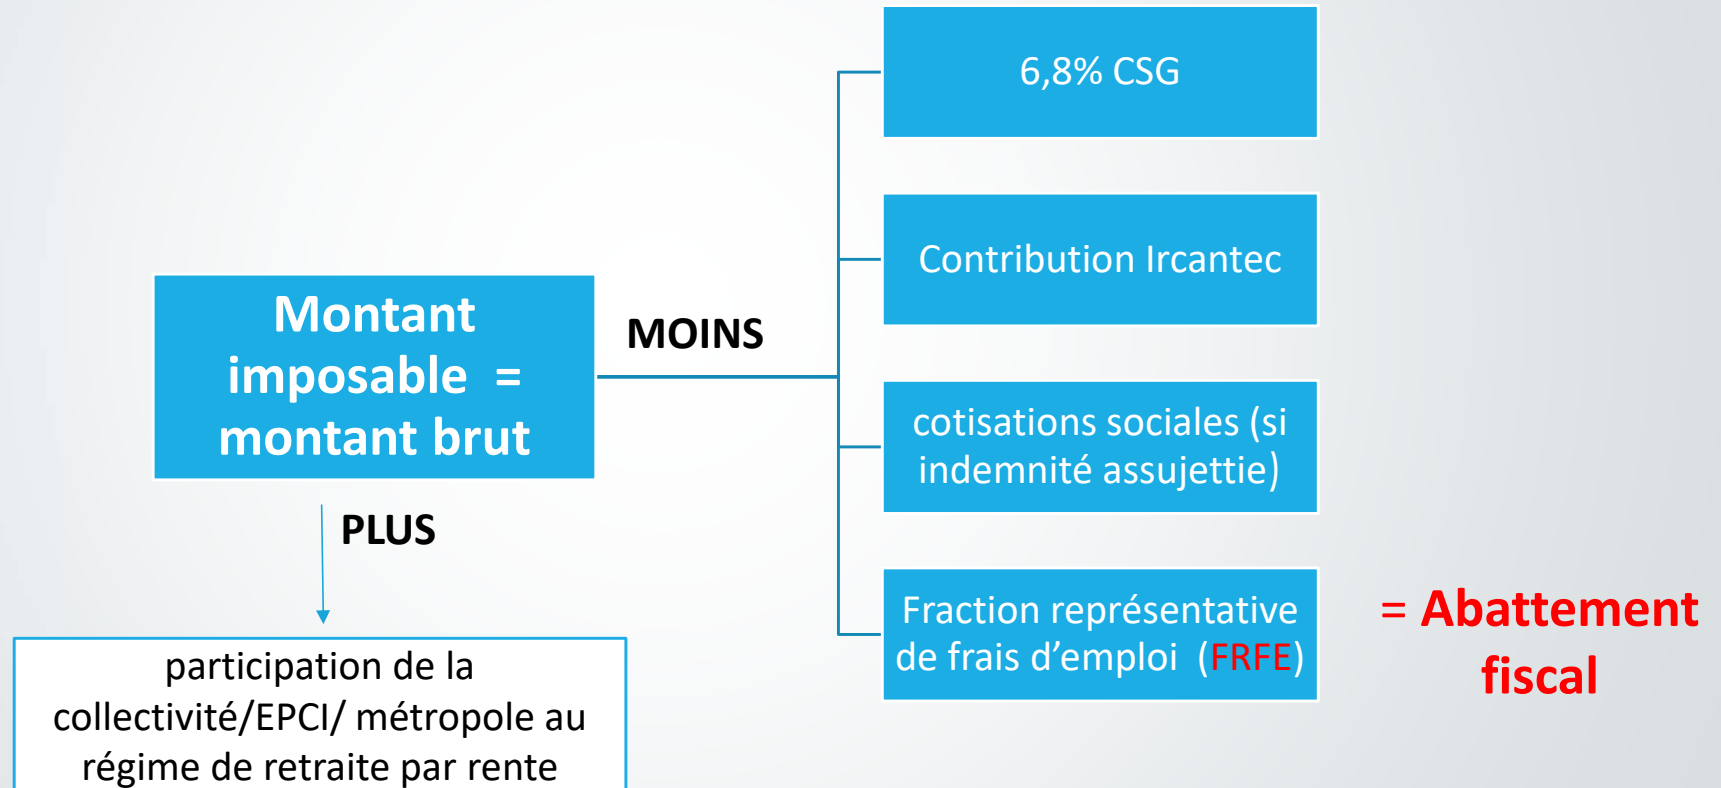 6,8% CSG
Contribution Ircantec
Montant
imposable =
montant brut
MOINS
cotisations sociales (si
indemnité assujettie)
PLUS
Fraction représentative
de frais d’emploi (FRFE)
= Abattement
fiscal
participation de la
collectivité/EPCI/ métropole au
régime de retraite par rente